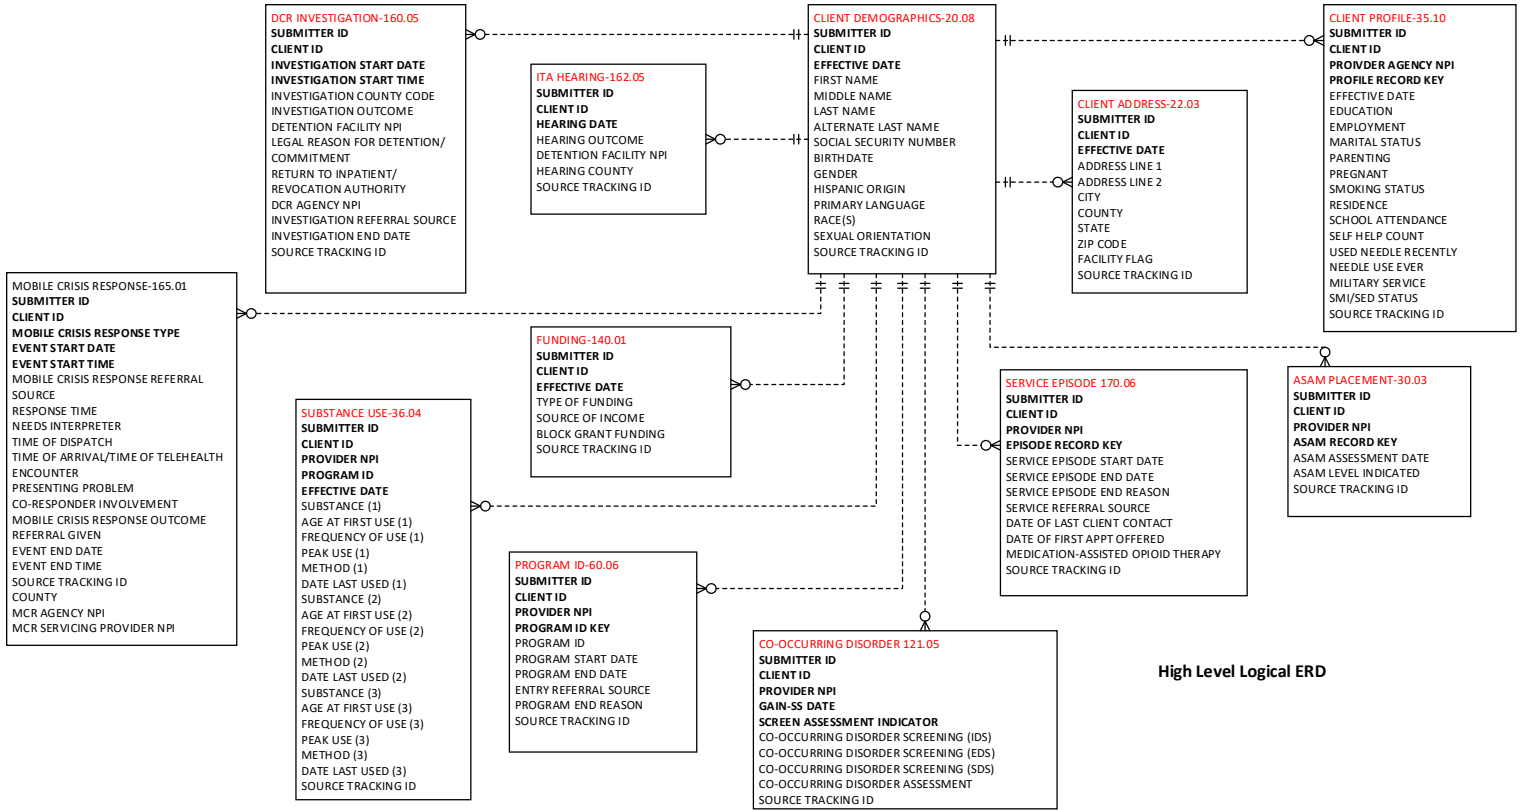 DCR INVESTIGATION-160.05
SUBMITTER ID
CLIENT ID
INVESTIGATION START DATE
INVESTIGATION START TIME
INVESTIGATION COUNTY CODE
INVESTIGATION OUTCOME
DETENTION FACILITY NPI
LEGAL REASON FOR DETENTION/
COMMITMENT
RETURN TO INPATIENT/
REVOCATION AUTHORITY
DCR AGENCY NPI
INVESTIGATION REFERRAL SOURCE
INVESTIGATION END DATE
SOURCE TRACKING ID
ITA HEARING-162.05
SUBMITTER ID
CLIENT ID
HEARING DATE
HEARING OUTCOME
DETENTION FACILITY NPI
HEARING COUNTY
SOURCE TRACKING ID
CLIENT DEMOGRAPHICS-20.08
SUBMITTER ID
CLIENT ID
EFFECTIVE DATE
FIRST NAME
MIDDLE NAME
LAST NAME
ALTERNATE LAST NAME
SOCIAL SECURITY NUMBER
BIRTHDATE
GENDER
HISPANIC ORIGIN
PRIMARY LANGUAGE
RACE(S)
SEXUAL ORIENTATION
SOURCE TRACKING ID
CLIENT ADDRESS-22.03
SUBMITTER ID
CLIENT ID
EFFECTIVE DATE
ADDRESS LINE 1
ADDRESS LINE 2
CITY
COUNTY
STATE
ZIP CODE
FACILITY FLAG
SOURCE TRACKING ID
CLIENT PROFILE-35.10
SUBMITTER ID
CLIENT ID
PROIVDER AGENCY NPI
PROFILE RECORD KEY
EFFECTIVE DATE
EDUCATION
EMPLOYMENT
MARITAL STATUS
PARENTING
PREGNANT
SMOKING STATUS
RESIDENCE
SCHOOL ATTENDANCE
SELF HELP COUNT
USED NEEDLE RECENTLY
NEEDLE USE EVER
MILITARY SERVICE
SMI/SED STATUS
SOURCE TRACKING ID
MOBILE CRISIS RESPONSE-165.01
SUBMITTER ID
CLIENT ID
MOBILE CRISIS RESPONSE TYPE
EVENT START DATE
EVENT START TIME
MOBILE CRISIS RESPONSE REFERRAL
SOURCE
RESPONSE TIME
NEEDS INTERPRETER
TIME OF DISPATCH
TIME OF ARRIVAL/TIME OF TELEHEALTH
ENCOUNTER
PRESENTING PROBLEM
CO-RESPONDER INVOLVEMENT
MOBILE CRISIS RESPONSE OUTCOME
REFERRAL GIVEN
EVENT END DATE
EVENT END TIME
SOURCE TRACKING ID
COUNTY
MCR AGENCY NPI
MCR SERVICING PROVIDER NPI
SUBSTANCE USE-36.04
SUBMITTER ID
CLIENT ID
PROVIDER NPI
PROGRAM ID
EFFECTIVE DATE
SUBSTANCE (1)
AGE AT FIRST USE (1)
FREQUENCY OF USE (1)
PEAK USE (1)
METHOD (1)
DATE LAST USED (1)
SUBSTANCE (2)
AGE AT FIRST USE (2)
FREQUENCY OF USE (2)
PEAK USE (2)
METHOD (2)
DATE LAST USED (2)
SUBSTANCE (3)
AGE AT FIRST USE (3)
FREQUENCY OF USE (3)
PEAK USE (3)
METHOD (3)
DATE LAST USED (3)
SOURCE TRACKING ID
FUNDING-140.01
SUBMITTER ID
CLIENT ID
EFFECTIVE DATE
TYPE OF FUNDING
SOURCE OF INCOME
BLOCK GRANT FUNDING
SOURCE TRACKING ID
PROGRAM ID-60.06
SUBMITTER ID
CLIENT ID
PROVIDER NPI
PROGRAM ID KEY
PROGRAM ID
PROGRAM START DATE
PROGRAM END DATE
ENTRY REFERRAL SOURCE
PROGRAM END REASON
SOURCE TRACKING ID
CO-OCCURRING DISORDER 121.05
SUBMITTER ID
CLIENT ID
PROVIDER NPI
GAIN-SS DATE
SCREEN ASSESSMENT INDICATOR
CO-OCCURRING DISORDER SCREENING (IDS)
CO-OCCURRING DISORDER SCREENING (EDS)
CO-OCCURRING DISORDER SCREENING (SDS)
CO-OCCURRING DISORDER ASSESSMENT
SOURCE TRACKING ID
SERVICE EPISODE 170.06
SUBMITTER ID
CLIENT ID
PROVIDER NPI
EPISODE RECORD KEY
SERVICE EPISODE START DATE
SERVICE EPISODE END DATE
SERVICE EPISODE END REASON
SERVICE REFERRAL SOURCE
DATE OF LAST CLIENT CONTACT
DATE OF FIRST APPT OFFERED
MEDICATION-ASSISTED OPIOID THERAPY
SOURCE TRACKING ID
ASAM PLACEMENT-30.03
SUBMITTER ID
CLIENT ID
PROVIDER NPI
ASAM RECORD KEY
ASAM ASSESSMENT DATE
ASAM LEVEL INDICATED
SOURCE TRACKING ID
High Level Logical ERD